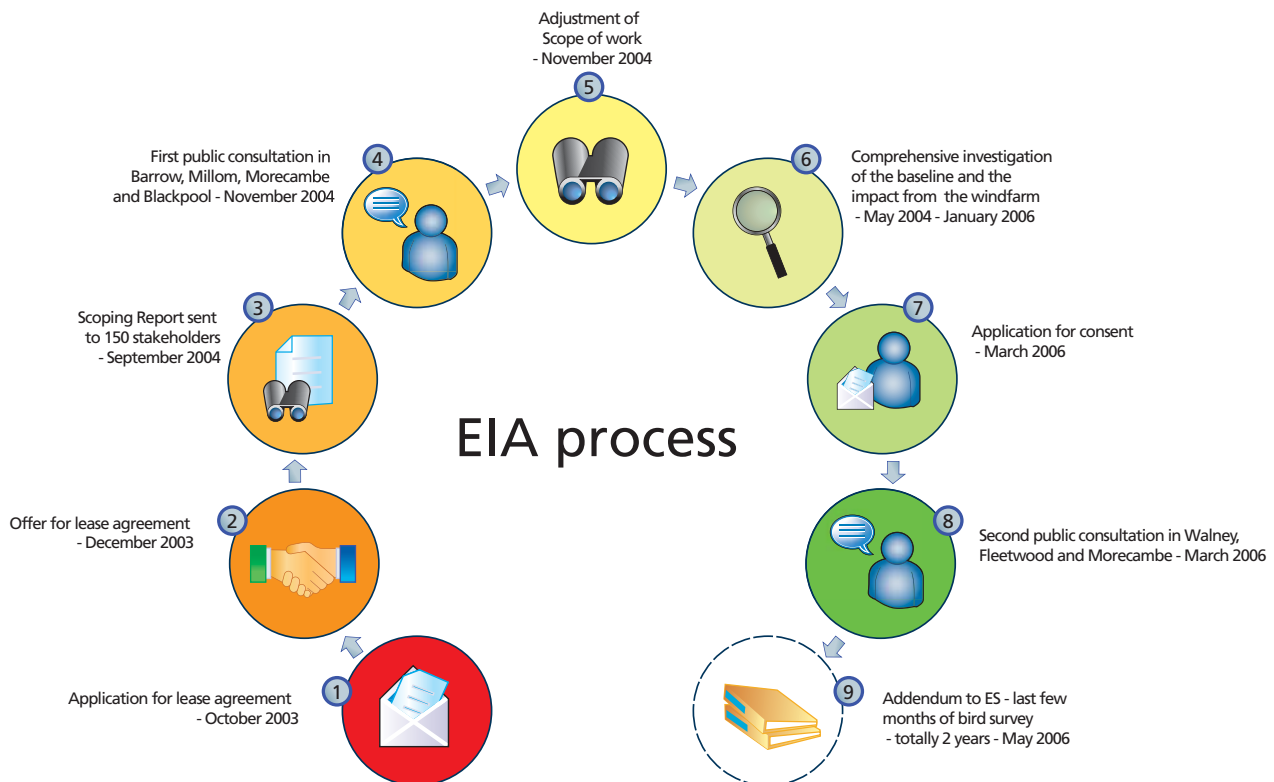 Adjustment of
Scope of work
- November 2004
5
4
First public consultation in
Barrow, Millom, Morecambe
and Blackpool - November 2004
6
Comprehensive investigation
of the baseline and the
impact from the windfarm
- May 2004 - January 2006
3
Scoping Report sent
to 150 stakeholders
- September 2004
7
Application for consent
- March 2006
EIA process
2
Offer for lease agreement
- December 2003
8
Second public consultation in Walney,
Fleetwood and Morecambe - March 2006
1
Application for lease agreement
- October 2003
9
Addendum to ES - last few
months of bird survey
- totally 2 years - May 2006